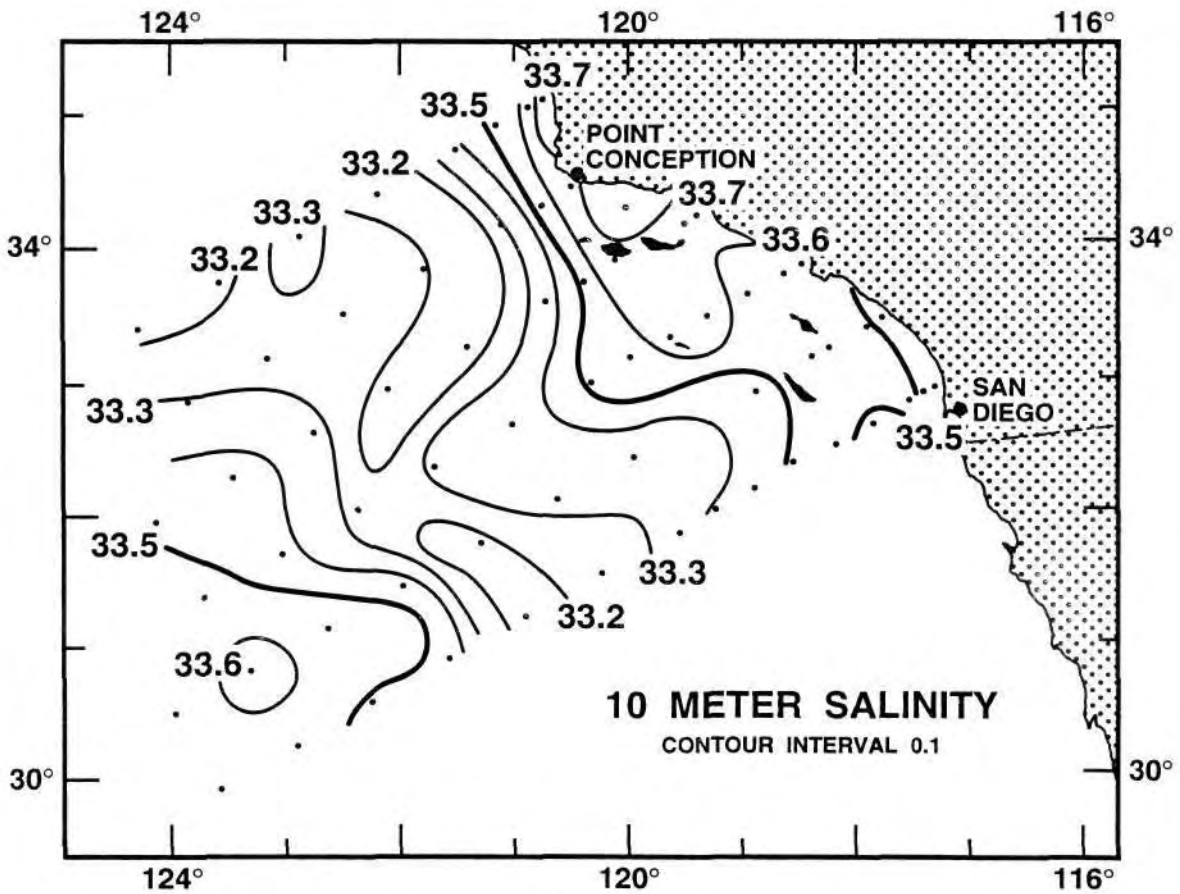 124° 120° 116°
33.7
33.5
POINT
CONCEPTION
33.2
33.7
33.3
34° 33.2 33.6 34°
33.3
SAN
DIEGO
33.5
33.5
33.3
33.2
33.6
10 METER SALINITY
CONTOUR INTERVAL 0.1
30° 30°
124° 120° 116°